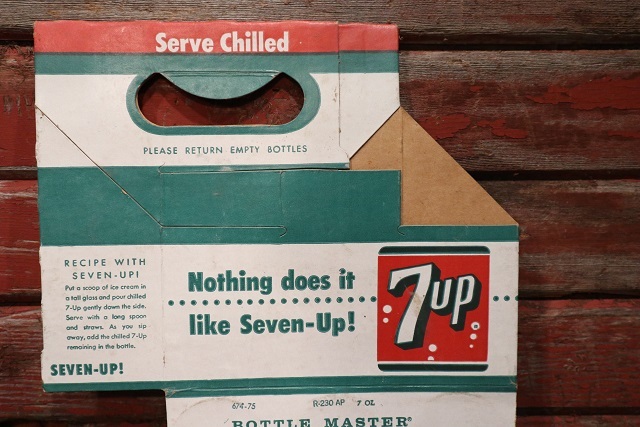 Serve Chilled
PLEASE RETURN EMPTY BOTTLES
RECIPE WITH
SEVEN-UP!
Put a scoop of ice cream in
a tall glass and pour chilled
7-Up gently down the side.
Serve with a long spoon
and straws. As you sip
away, add the chilled 7-Up
remaining in the bottle.
SEVEN-UP!
Nothing does it
like Seven-Up!
7up
674-75 R-230 AP 7 OZ.
BOTTLE MASTER®